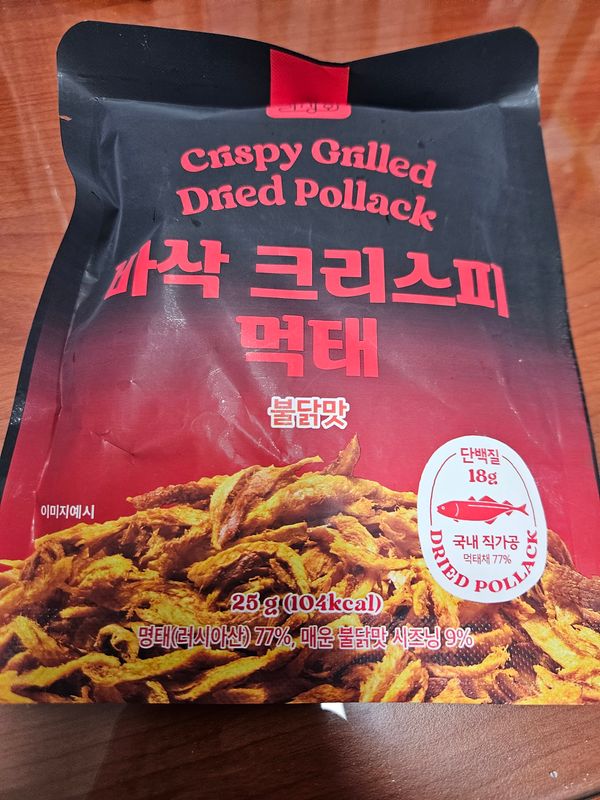 Crispy Grilled
Dried Pollack
바삭 크리스피
먹태
불닭맛
단백질
18g
국내 직가공
먹태채 77%
DRIED POLLACK
이미지예시
25 g (104kcal)
명태(러시아산) 77%, 매운 불닭맛 시즈닝 9%